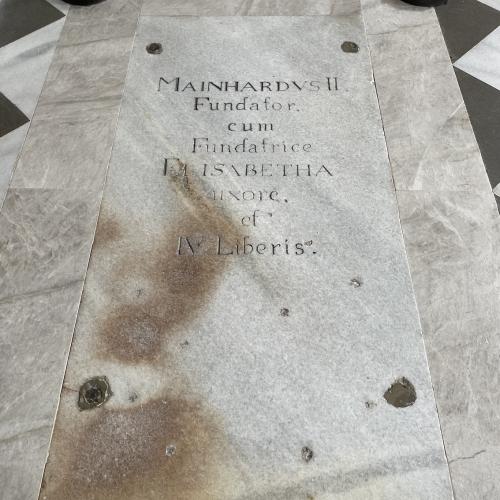 MAINHARDVS II.
Fundator.
cum
Fundatrice
ELISABETHA
uxore,
et
IV. Liberis.